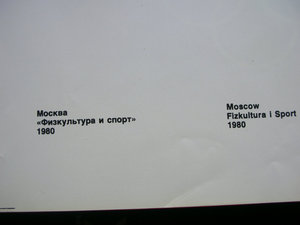 Москва
«Физкультура и спорт»
1980
Moscow
Fizkultura i Sport
1980